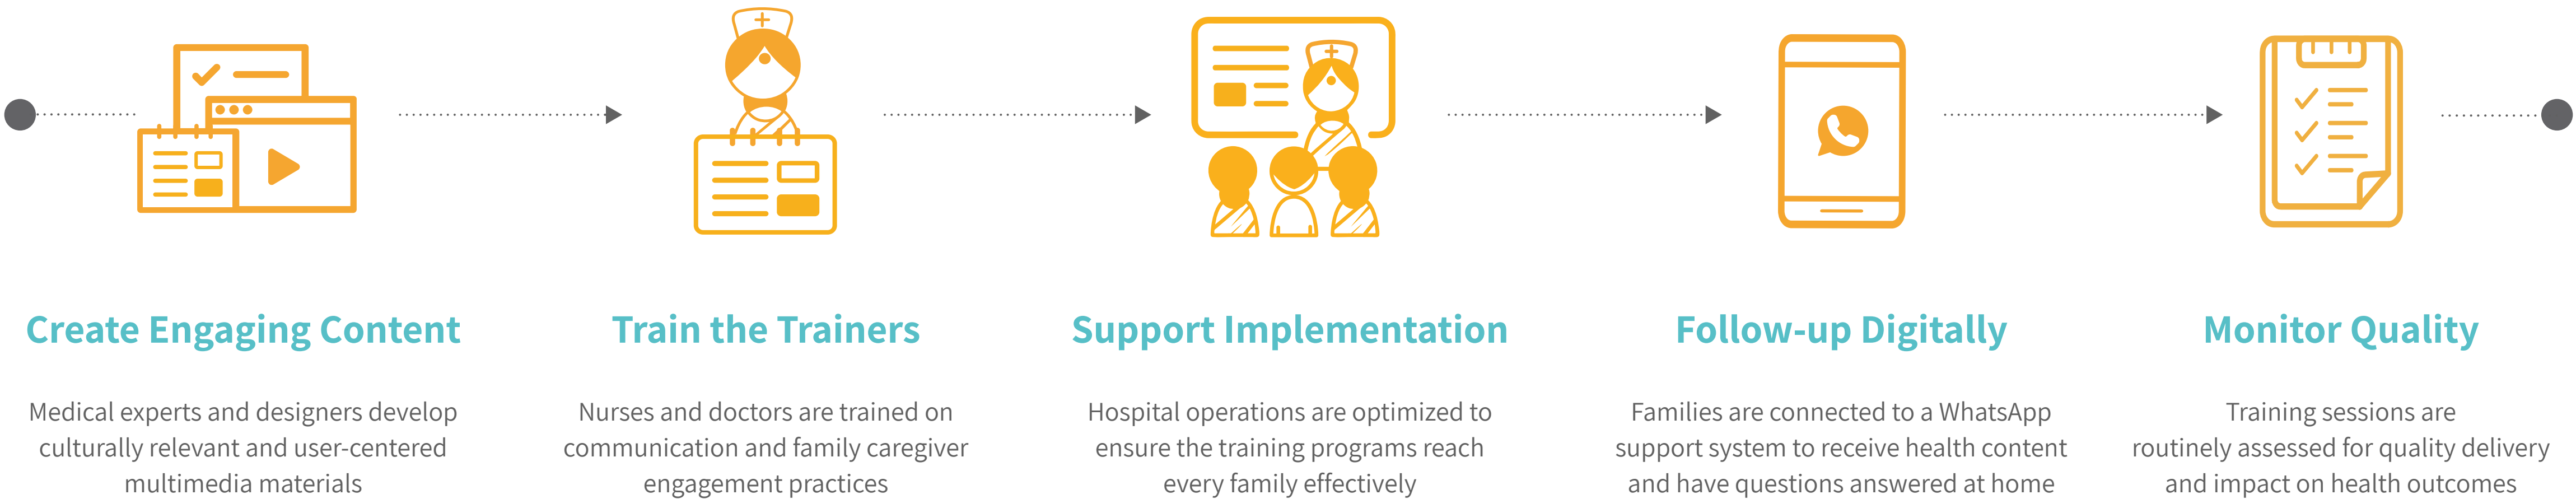 Create Engaging Content
Medical experts and designers develop
culturally relevant and user-centered
multimedia materials
Train the Trainers
Nurses and doctors are trained on
communication and family caregiver
engagement practices
Support Implementation
Hospital operations are optimized to
ensure the training programs reach
every family effectively
Follow-up Digitally
Families are connected to a WhatsApp
support system to receive health content
and have questions answered at home
Monitor Quality
Training sessions are
routinely assessed for quality delivery
and impact on health outcomes